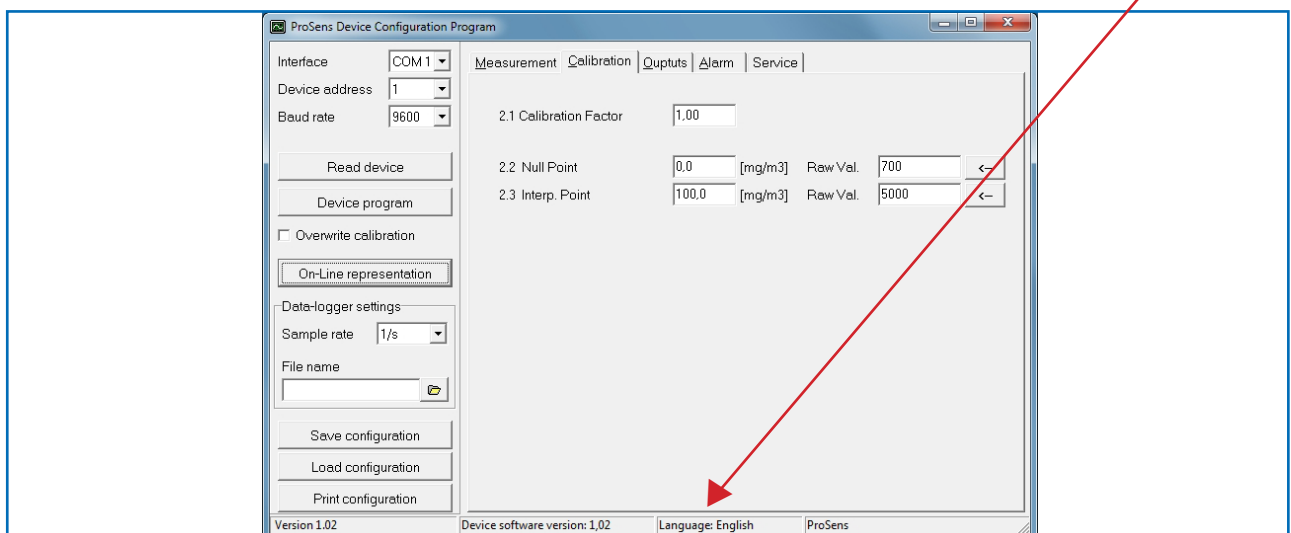 ProSens Device Configuration Program
Interface COM 1
Device address 1
Baud rate 9600
Read device
Device program
Overwrite calibration
On-Line representation
Data-logger settings
Sample rate 1/s
File name
Save configuration
Load configuration
Print configuration
Measurement Calibration Ouptuts Alarm Service
2.1 Calibration Factor 1,00
2.2 Null Point 0,0 [mg/m3] Raw Val. 700 <--
2.3 Interp. Point 100,0 [mg/m3] Raw Val. 5000 <--
Version 1.02 Device software version: 1,02 Language: English ProSens